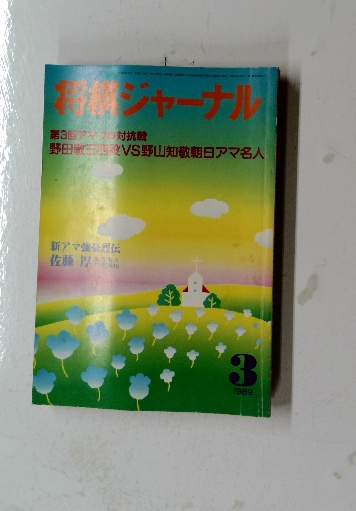 将棋ジャーナル
第3回アマプロ対抗戦
野田敬三四段VS野山知敬朝日アマ名人
新アマ強豪烈伝
佐藤 厚
3
1989